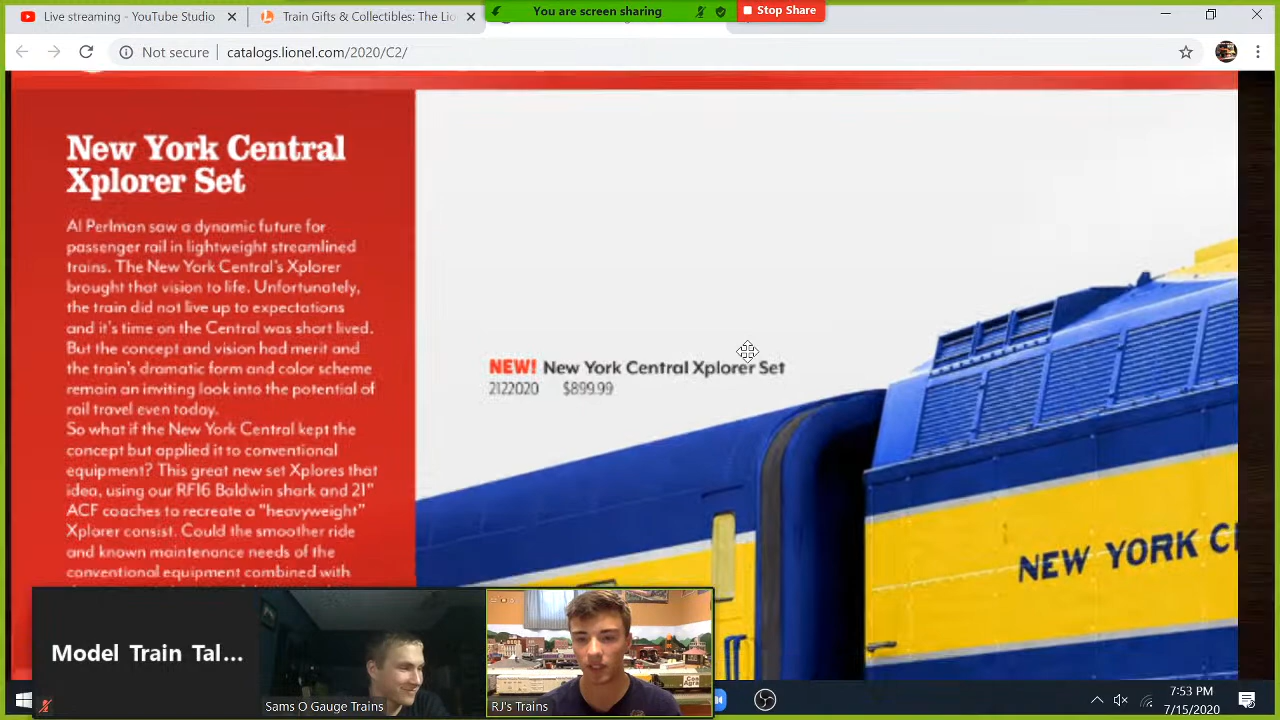 Live streaming - YouTube Studio
Train Gifts & Collectibles: The Lio
You are screen sharing
Stop Share
Not secure
catalogs.lionel.com/2020/C2/
New York Central
Xplorer Set
Al Perlman saw a dynamic future for
passenger rail in lightweight streamlined
trains. The New York Central's Xplorer
brought that vision to life. Unfortunately,
the train did not live up to expectations
and it's time on the Central was short lived.
But the concept and vision had merit and
the train's dramatic form and color scheme
remain an inviting look into the potential of
rail travel even today.
So what if the New York Central kept the
concept but applied it to conventional
equipment? This great new set Xplores that
idea, using our RF16 Baldwin shark and 21"
ACF coaches to recreate a "heavyweight"
Xplorer consist. Could the smoother ride
and known maintenance needs of the
conventional equipment combined with
NEW! New York Central Xplorer Set
2122020 $899.99
NEW YORK C
Model Train Tal...
Sams O Gauge Trains
RJ's Trains
7:53 PM
7/15/2020